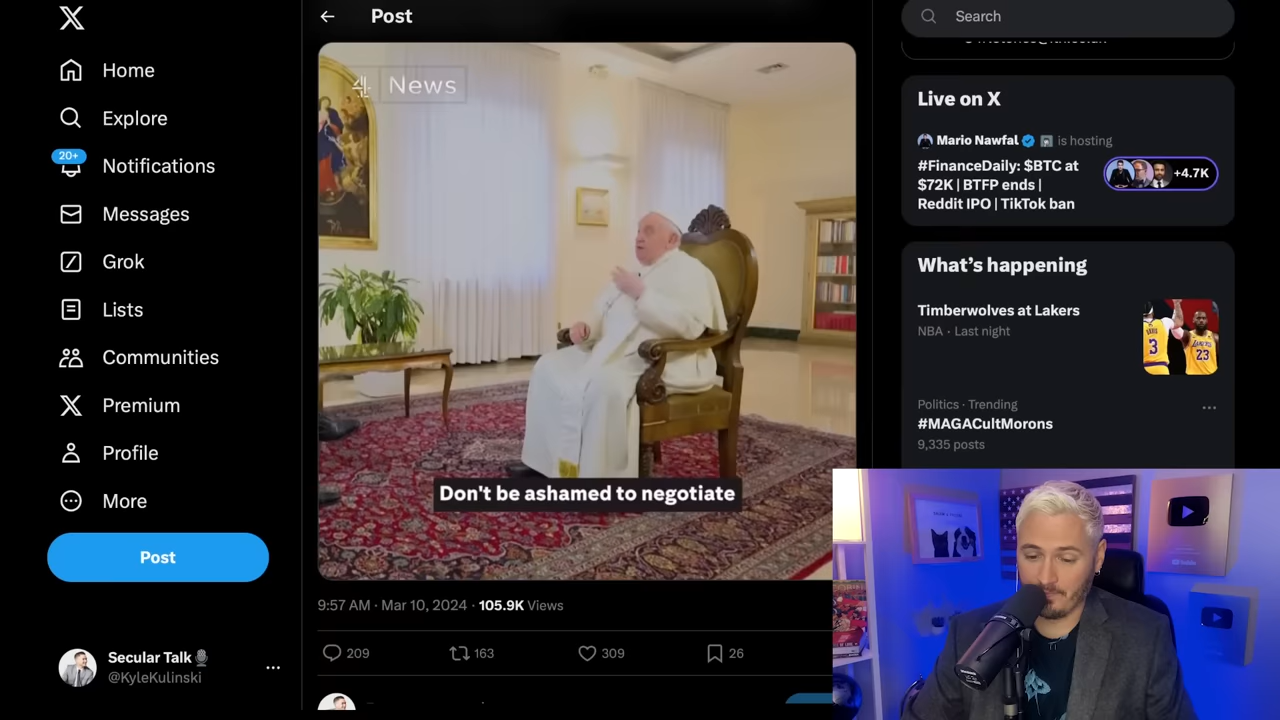 Post
Search
Home
Explore
20+
Notifications
Messages
Grok
Lists
Communities
Premium
Profile
More
Post
Secular Talk
@KyleKulinski
4 News
Don't be ashamed to negotiate
9:57 AM · Mar 10, 2024 · 105.9K Views
209
163
309
26
Live on X
Mario Nawfal is hosting
#FinanceDaily: $BTC at
$72K | BTFP ends |
Reddit IPO | TikTok ban
+4.7K
What's happening
Timberwolves at Lakers
NBA · Last night
3
23
Politics · Trending
#MAGACultMorons
9,335 posts